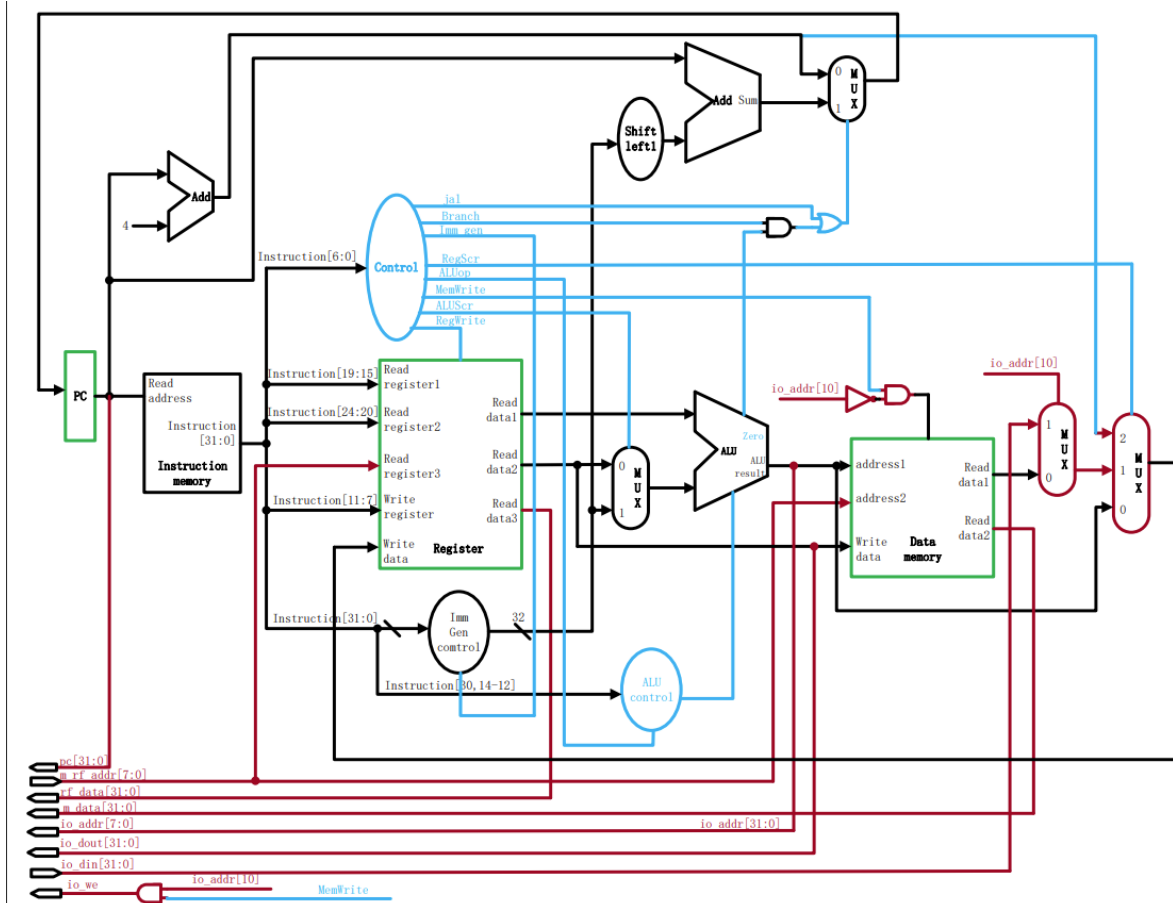 0
M
U
X
1
Add Sum
Shift
left1
Add
4
jal
Branch
Imm gen
Instruction[6:0]
Control
RegScr
ALUop
MemWrite
ALUScr
RegWrite
PC
Read
address
Instruction
[31:0]
Instruction
memory
Instruction[19:15]
Read
register1
Instruction[24:20]
Read
register2
Read
register3
Instruction[11:7]
Write
register
Write
data
Read
data1
Read
data2
Read
data3
Register
0
M
U
X
1
Zero
ALU
ALU
result
io_addr[10]
address1
address2
Write
data
Read
data1
Read
data2
Data
memory
io_addr[10]
1
M
U
X
0
2
M
1
U
X
0
Instruction[31:0]
Imm
Gen
comtrol
32
Instruction[30,14-12]
ALU
control
pc[31:0]
m_rf_addr[7:0]
rf_data[31:0]
m_data[31:0]
io_addr[7:0]
io_addr[31:0]
io_dout[31:0]
io_din[31:0]
io_we
io_addr[10]
MemWrite